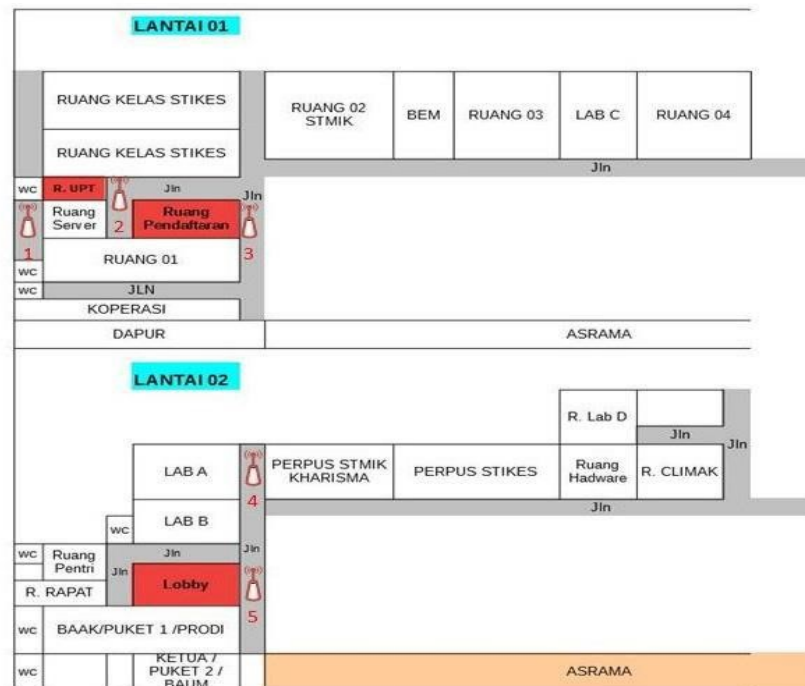 LANTAI 01
RUANG KELAS STIKES
RUANG 02
STMIK
BEM
RUANG 03
LAB C
RUANG 04
RUANG KELAS STIKES
Jln
wc
R. UPT
Jln
Jln
Ruang
Server
2
Ruang
Pendaftaran
1
3
RUANG 01
wc
wc
JLN
KOPERASI
DAPUR
ASRAMA
LANTAI 02
R. Lab D
Jln
Jln
LAB A
4
PERPUS STMIK
KHARISMA
PERPUS STIKES
Ruang
Hadware
R. CLIMAK
Jln
LAB B
wc
wc
Ruang
Pentri
Jln
Jln
Jln
Lobby
R. RAPAT
5
wc
BAAK/PUKET 1 /PRODI
wc
KETUA /
PUKET 2 /
BAUM
ASRAMA